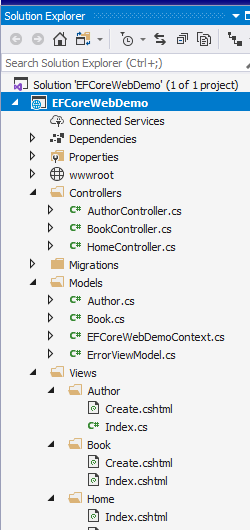 Solution Explorer
Search Solution Explorer (Ctrl+;)
Solution 'EFCoreWebDemo' (1 of 1 project)
EFCoreWebDemo
Connected Services
Dependencies
Properties
wwwroot
Controllers
C# AuthorController.cs
C# BookController.cs
C# HomeController.cs
Migrations
Models
C# Author.cs
C# Book.cs
C# EFCoreWebDemoContext.cs
C# ErrorViewModel.cs
Views
Author
Create.cshtml
C# Index.cs
Book
Create.cshtml
Index.cshtml
Home
Index.cshtml